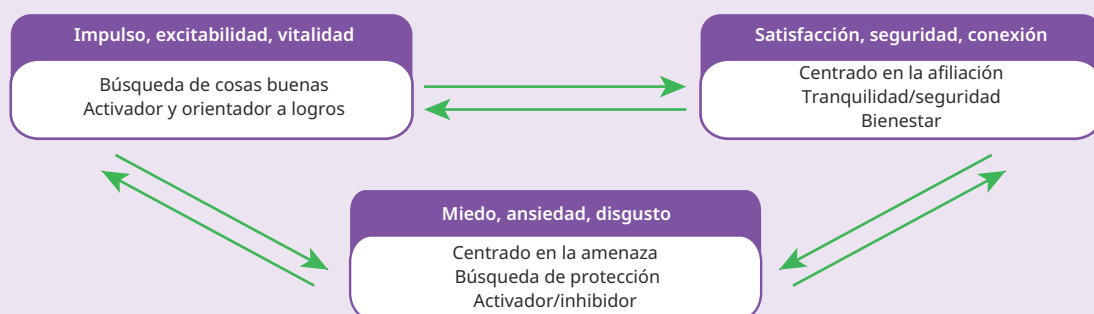 Impulso, excitabilidad, vitalidad
Búsqueda de cosas buenas
Activador y orientador a logros
Satisfacción, seguridad, conexión
Centrado en la afiliación
Tranquilidad/seguridad
Bienestar
Miedo, ansiedad, disgusto
Centrado en la amenaza
Búsqueda de protección
Activador/inhibidor